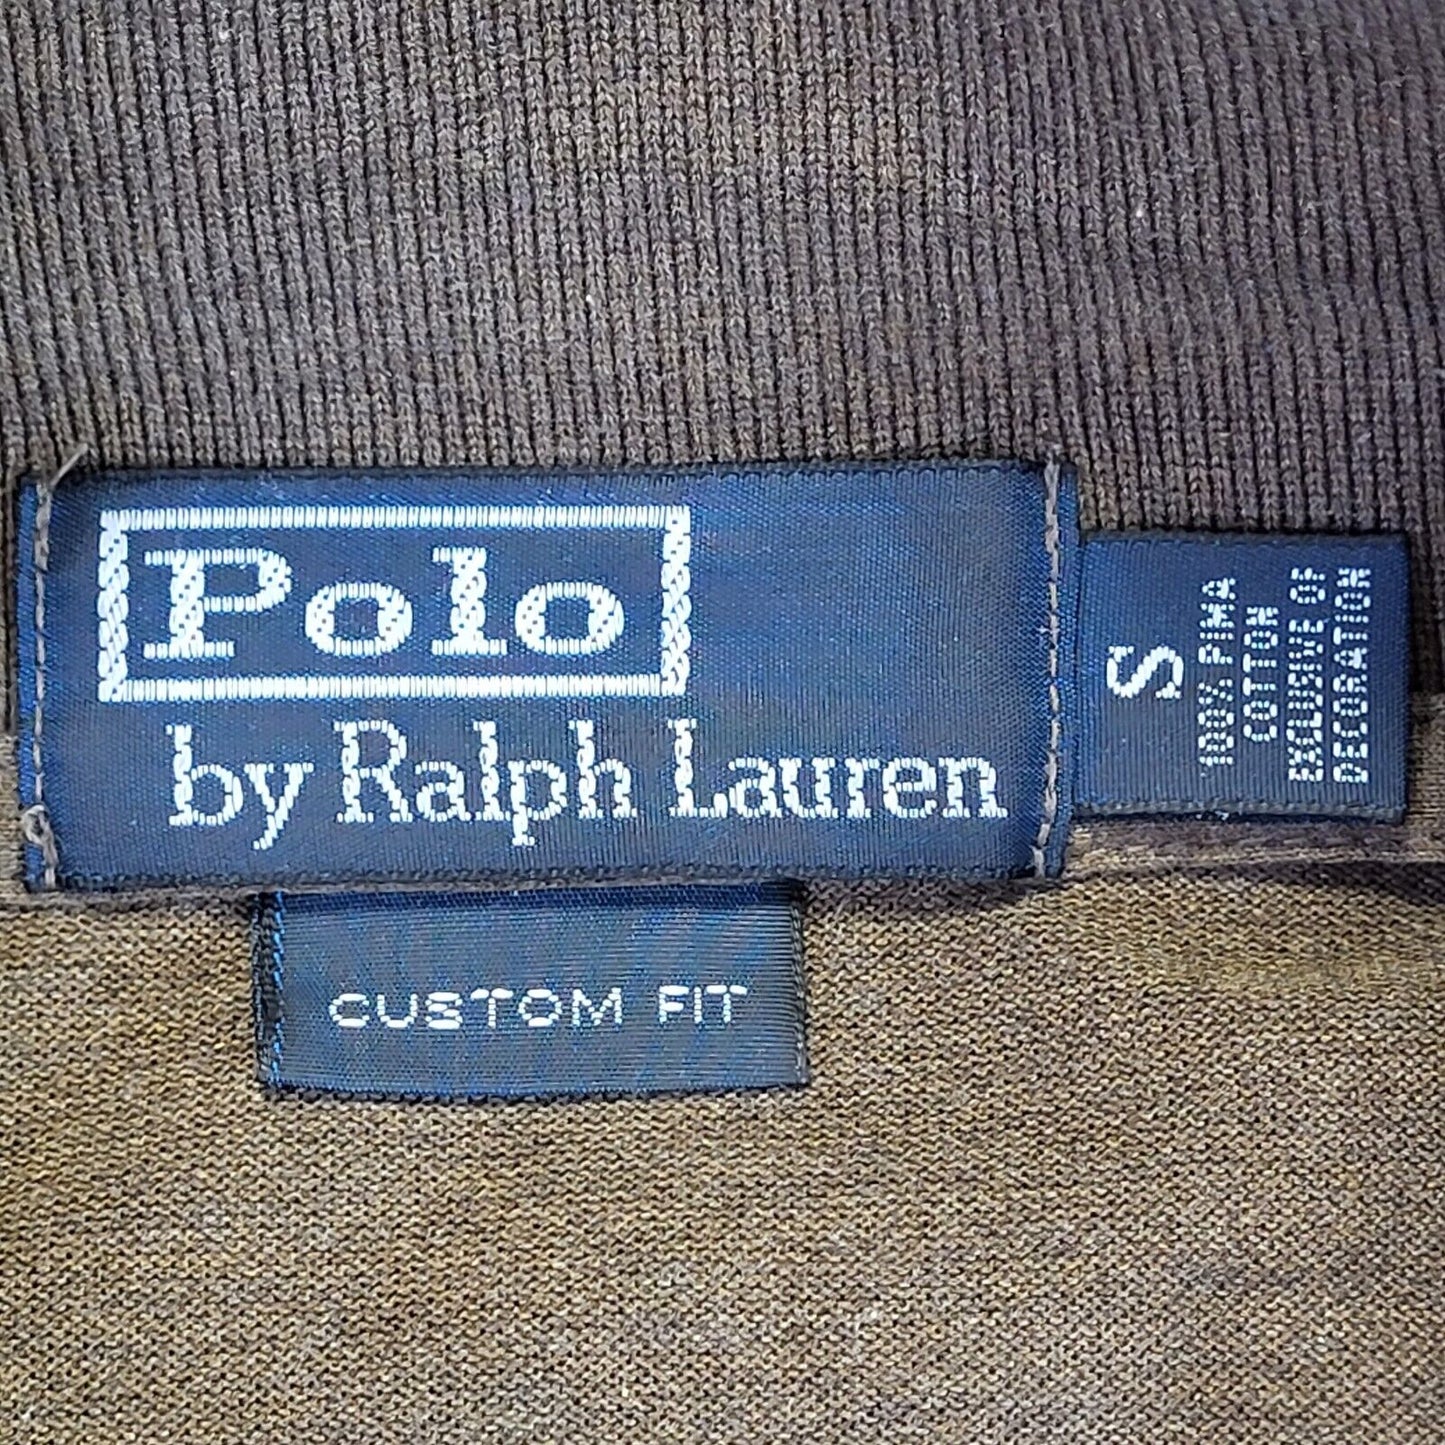 Polo
by Ralph Lauren
S
100% PIMA
COTTON
EXCLUSIVE OF
DECORATION
CUSTOM FIT